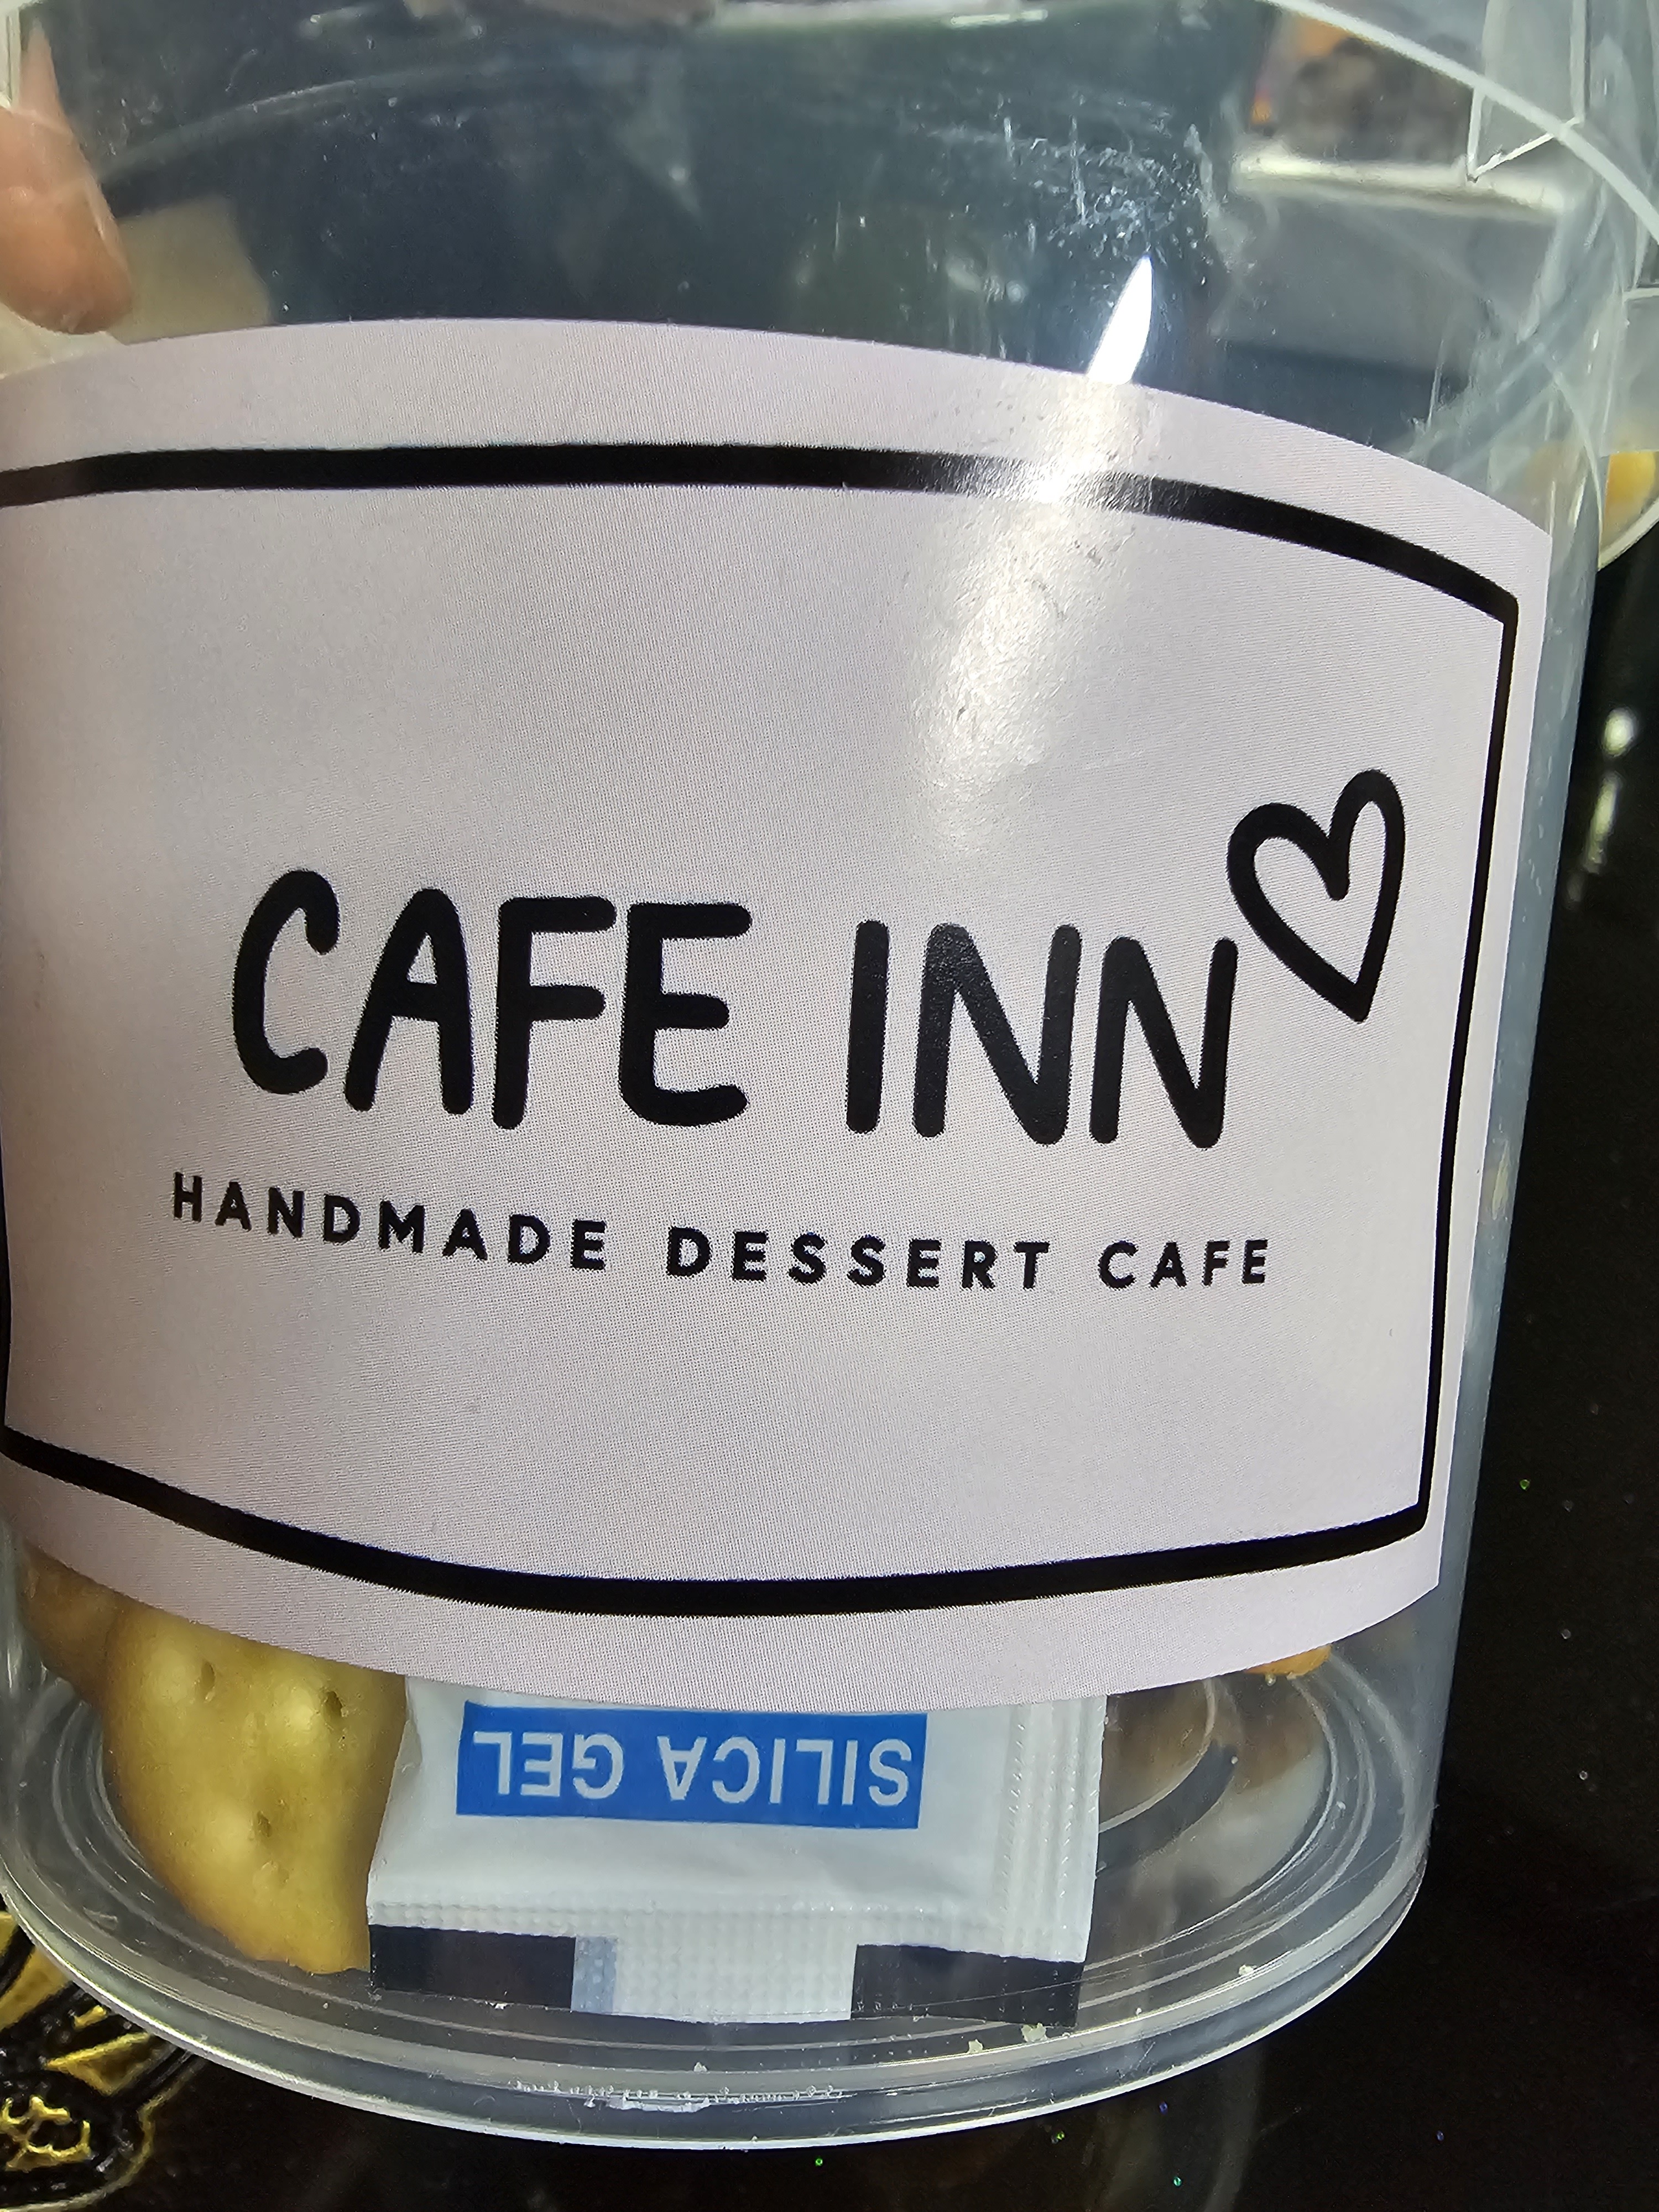 CAFE INN
HANDMADE DESSERT CAFE
SILICA GEL